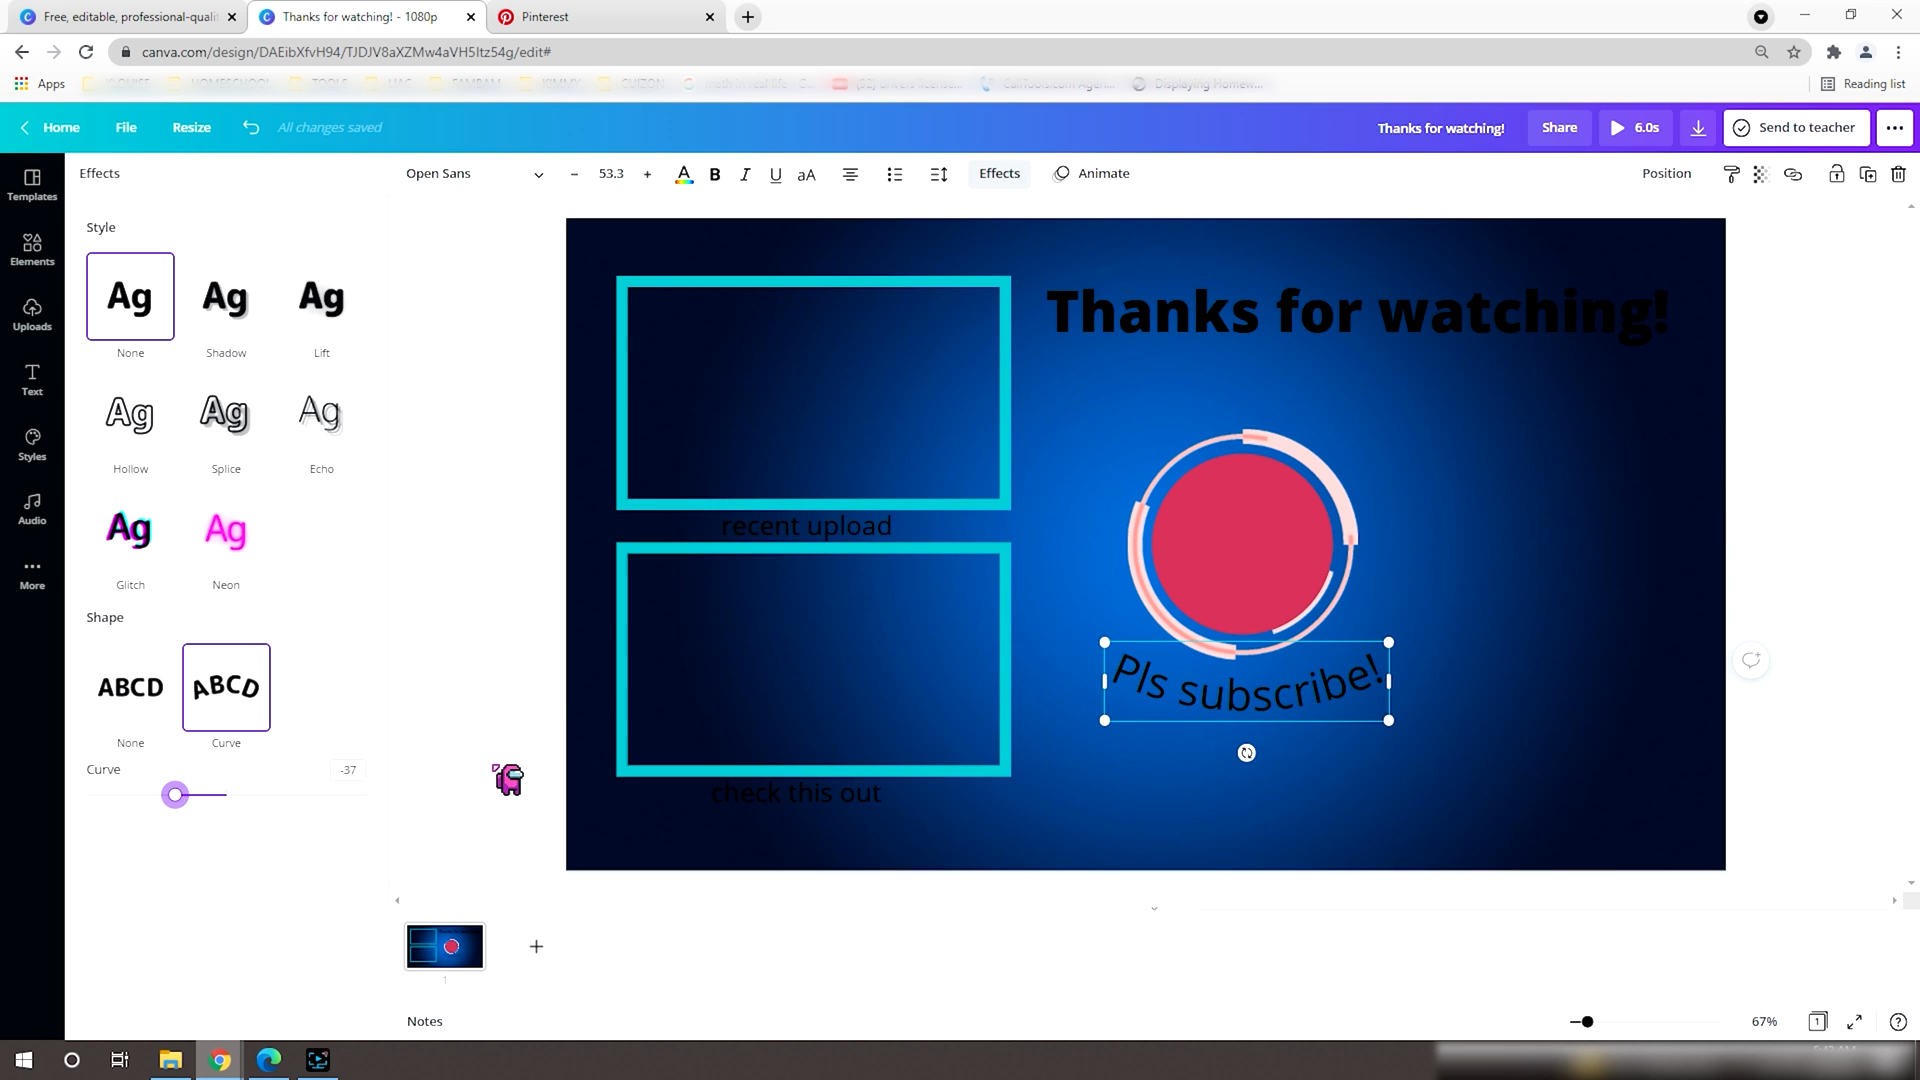 Free, editable, professional-quali
Thanks for watching! - 1080p
Pinterest
canva.com/design/DAEibXfvH94/TJDJV8aXZMw4aVH5Itz54g/edit#
Apps
HOMESCHOOL
TOOLS
Reading list
Home
File
Resize
All changes saved
Thanks for watching!
Share
6.0s
Send to teacher
Templates
Elements
Uploads
Text
Styles
Audio
More
Effects
Open Sans
53.3
A
B
I
U
aA
Effects
Animate
Position
Style
Ag
Ag
Ag
None
Shadow
Lift
Ag
Ag
Ag
Hollow
Splice
Echo
Ag
Ag
Glitch
Neon
Shape
ABCD
ABCD
None
Curve
Curve
-37
Thanks for watching!
recent upload
Pls subscribe!
check this out
1
Notes
67%
1